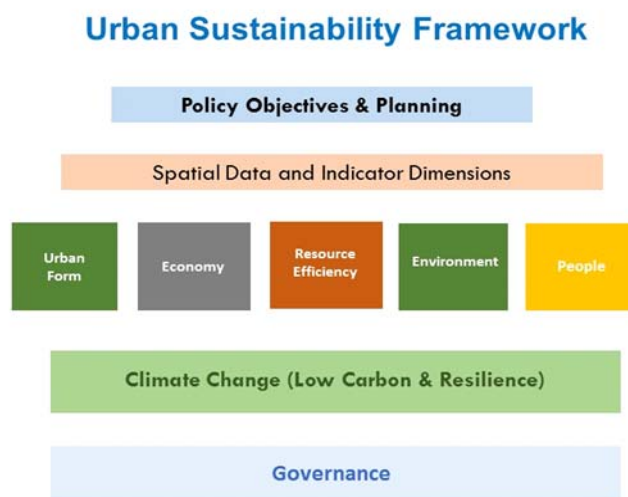 Urban Sustainability Framework
Policy Objectives & Planning
Spatial Data and Indicator Dimensions
Urban
Form
Economy
Resource
Efficiency
Environment
People
Climate Change (Low Carbon & Resilience)
Governance